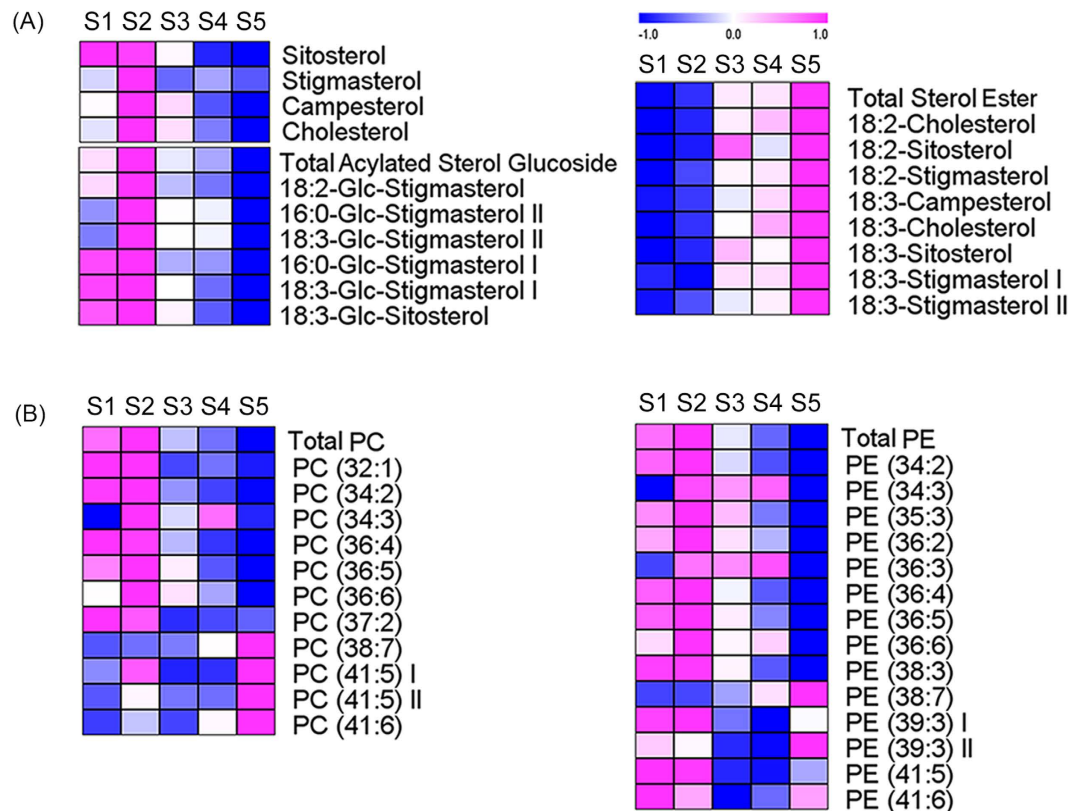 (A)
S1 S2 S3 S4 S5
Sitosterol
Stigmasterol
Campesterol
Cholesterol
Total Acylated Sterol Glucoside
18:2-Glc-Stigmasterol
16:0-Glc-Stigmasterol II
18:3-Glc-Stigmasterol II
16:0-Glc-Stigmasterol I
18:3-Glc-Stigmasterol I
18:3-Glc-Sitosterol
-1.0 0.0 1.0
S1 S2 S3 S4 S5
Total Sterol Ester
18:2-Cholesterol
18:2-Sitosterol
18:2-Stigmasterol
18:3-Campesterol
18:3-Cholesterol
18:3-Sitosterol
18:3-Stigmasterol I
18:3-Stigmasterol II
(B)
S1 S2 S3 S4 S5
Total PC
PC (32:1)
PC (34:2)
PC (34:3)
PC (36:4)
PC (36:5)
PC (36:6)
PC (37:2)
PC (38:7)
PC (41:5) I
PC (41:5) II
PC (41:6)
S1 S2 S3 S4 S5
Total PE
PE (34:2)
PE (34:3)
PE (35:3)
PE (36:2)
PE (36:3)
PE (36:4)
PE (36:5)
PE (36:6)
PE (38:3)
PE (38:7)
PE (39:3) I
PE (39:3) II
PE (41:5)
PE (41:6)